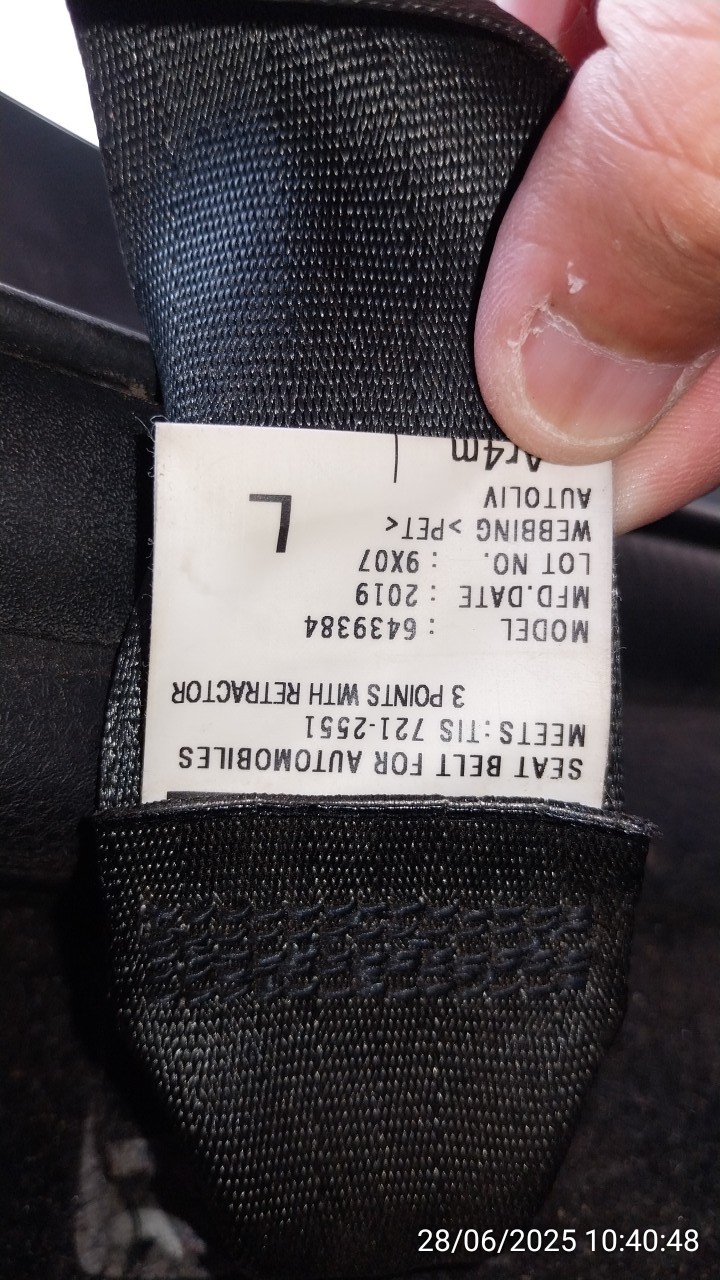 SEAT BELT FOR AUTOMOBILES
MEETS: TIS 721-2551
3 POINTS WITH RETRACTOR
MODEL : 6439384
MFD.DATE : 2019
LOT NO. : 9X07
WEBBING >PET<
AUTOLIV
L
Ar4m
28/06/2025 10:40:48